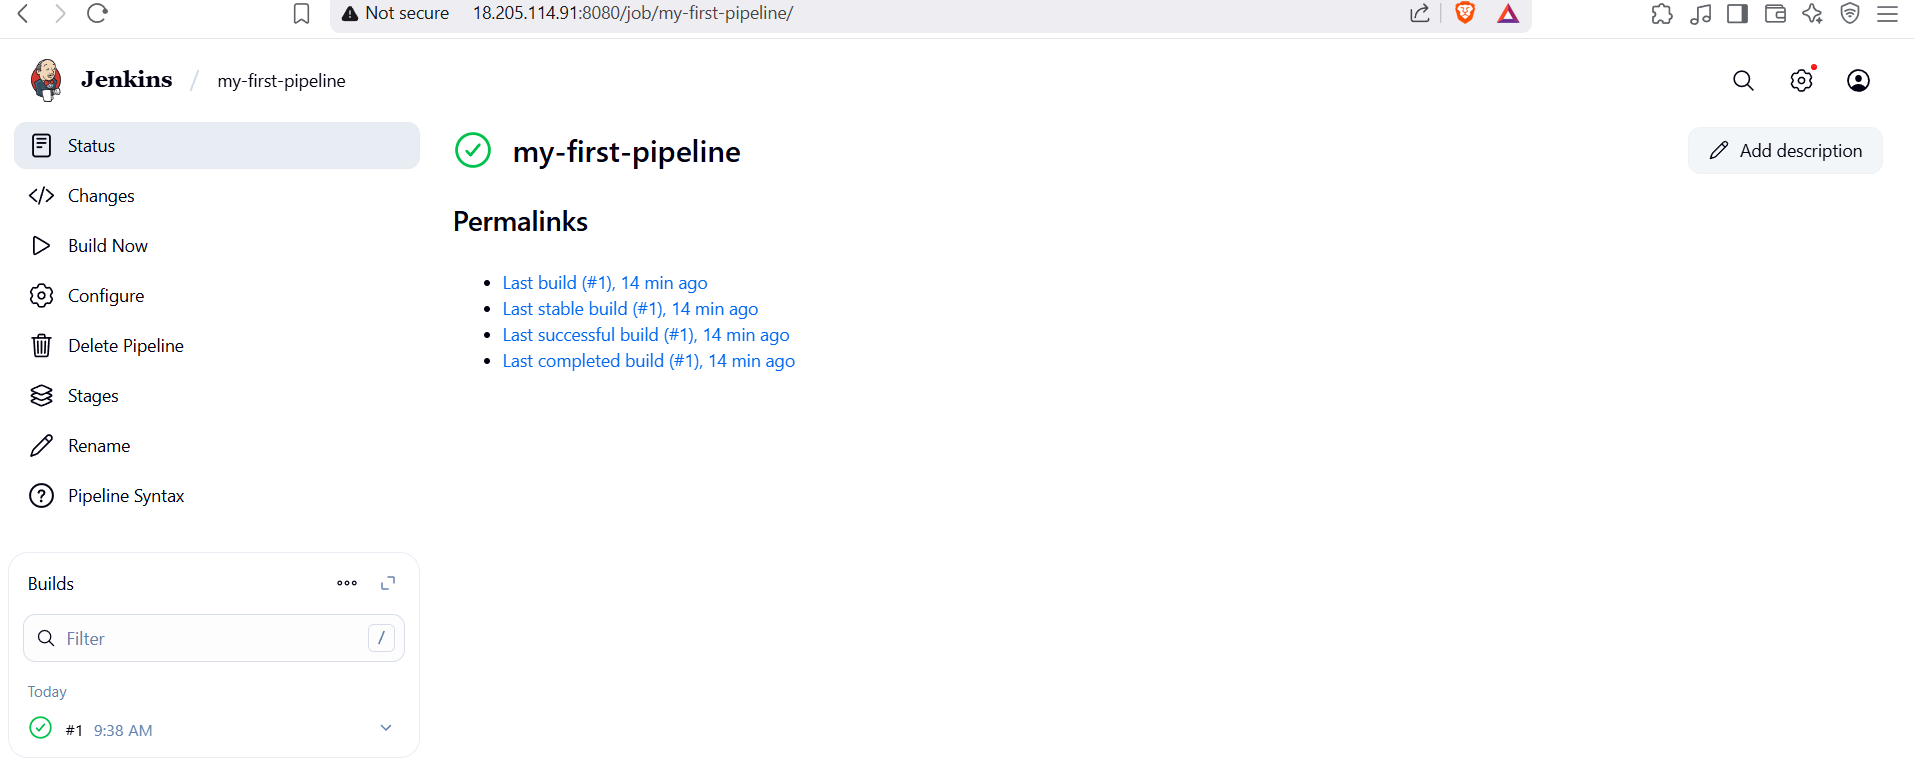 Not secure 18.205.114.91:8080/job/my-first-pipeline/
Jenkins / my-first-pipeline
Status
Changes
Build Now
Configure
Delete Pipeline
Stages
Rename
Pipeline Syntax
my-first-pipeline
Add description
Permalinks
Last build (#1), 14 min ago
Last stable build (#1), 14 min ago
Last successful build (#1), 14 min ago
Last completed build (#1), 14 min ago
Builds
Filter /
Today
#1 9:38 AM